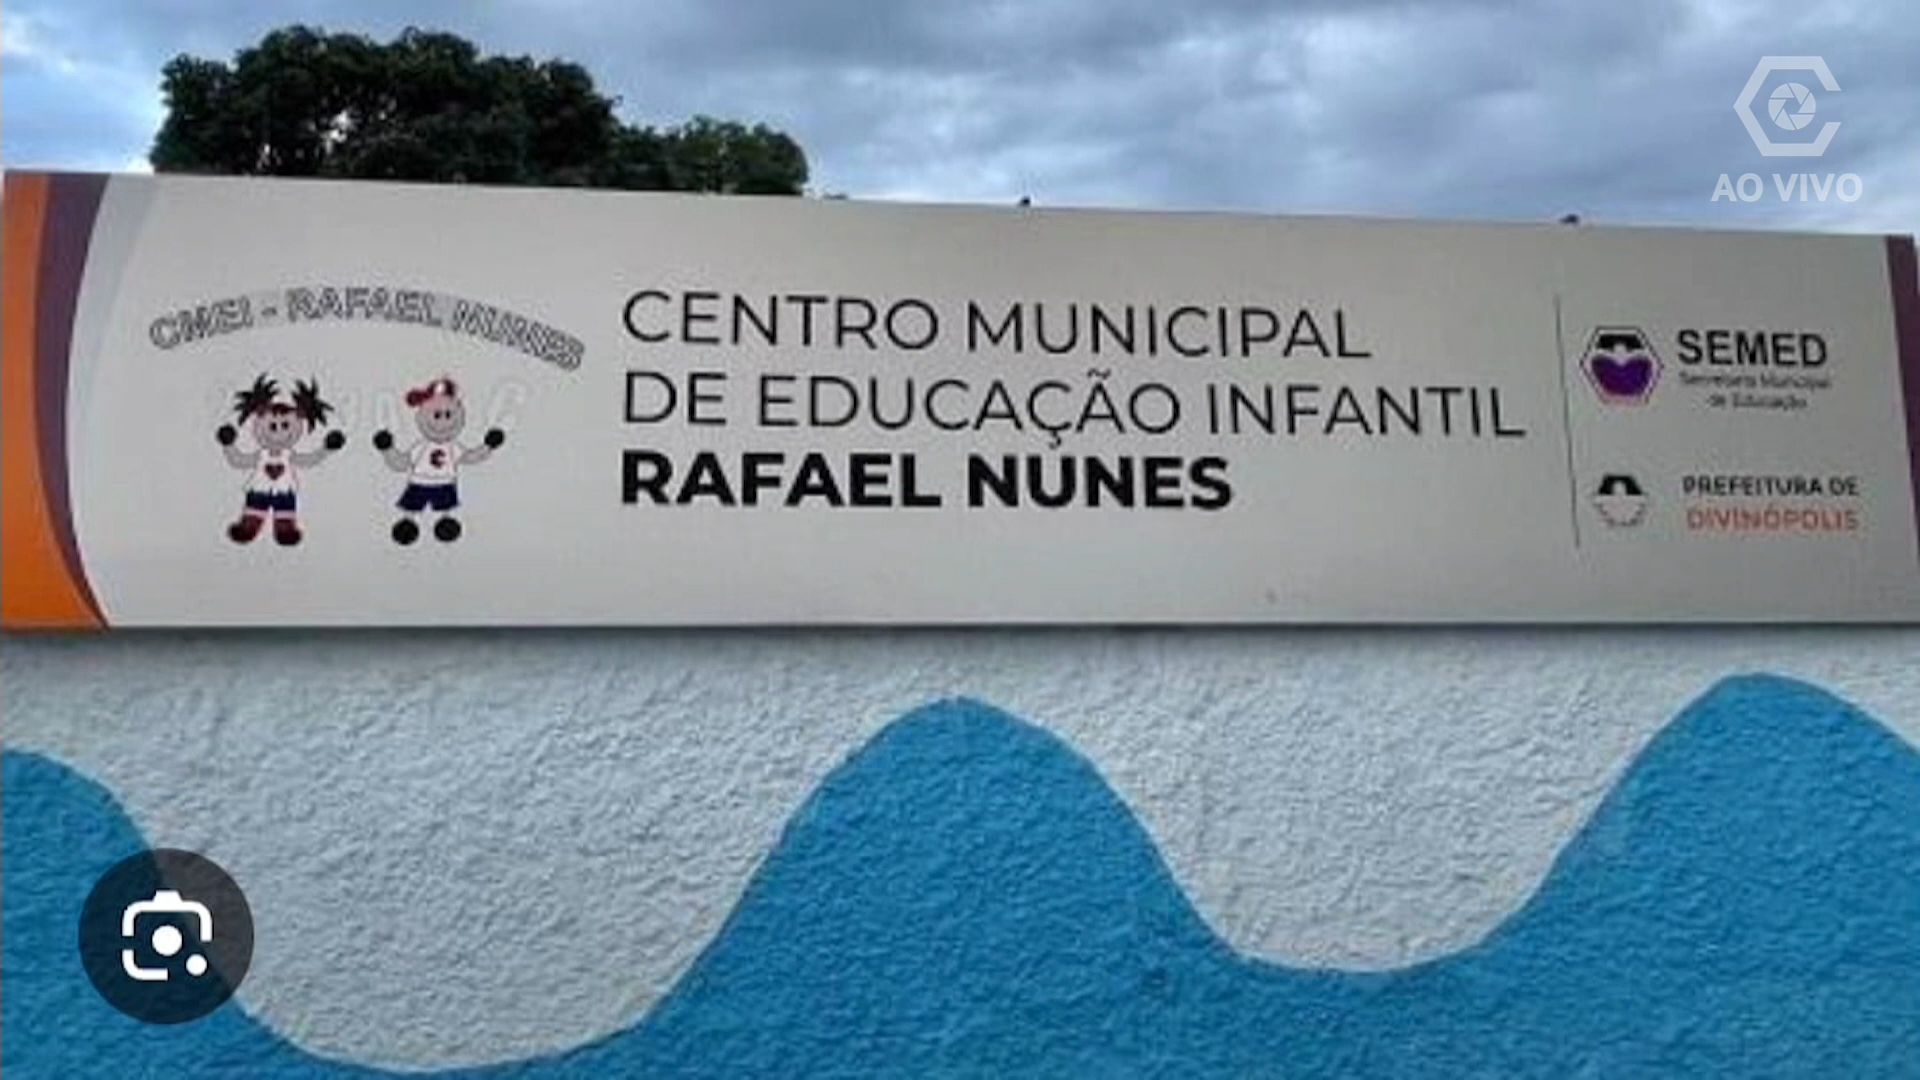 AO VIVO
CMEI - RAFAEL NUNES
CENTRO MUNICIPAL
DE EDUCAÇÃO INFANTIL
RAFAEL NUNES
SEMED
Secretaria Municipal
de Educação
PREFEITURA DE
DIVINÓPOLIS